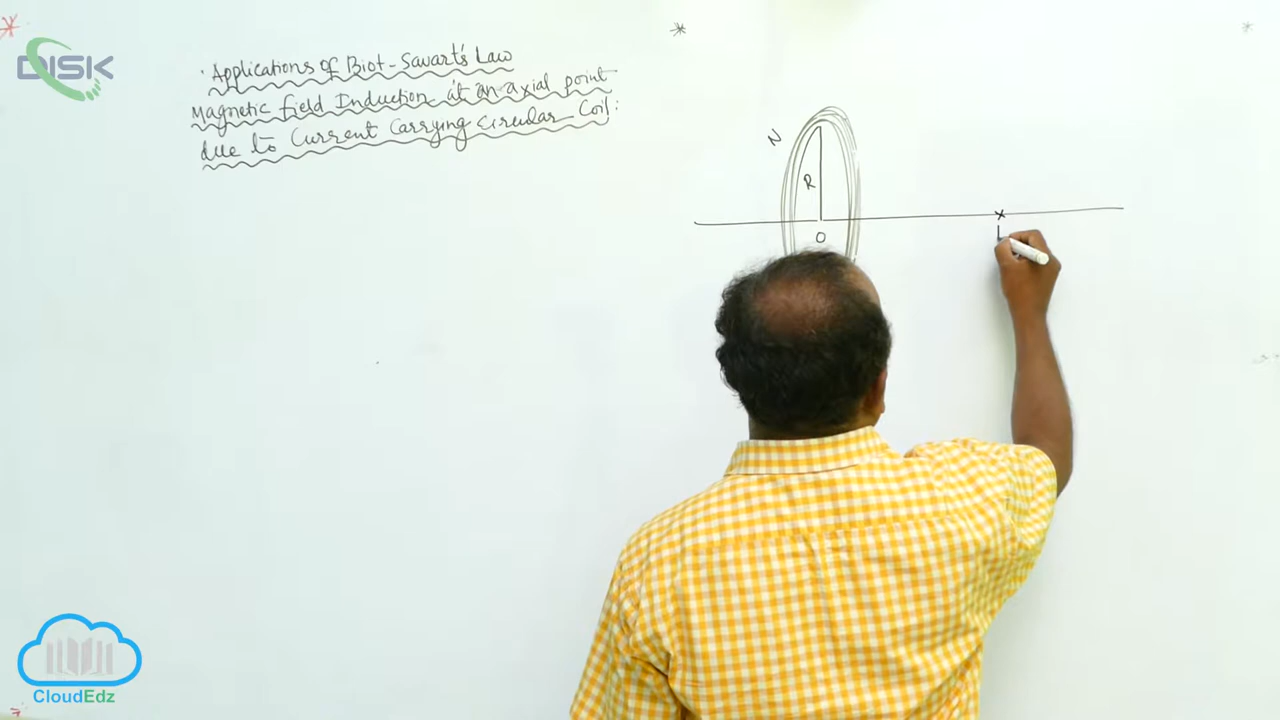 DISK
Applications of Biot-Savart's Law
Magnetic field Induction at an axial point
due to Current Carrying Circular Coil:
N
R
O
CloudEdz